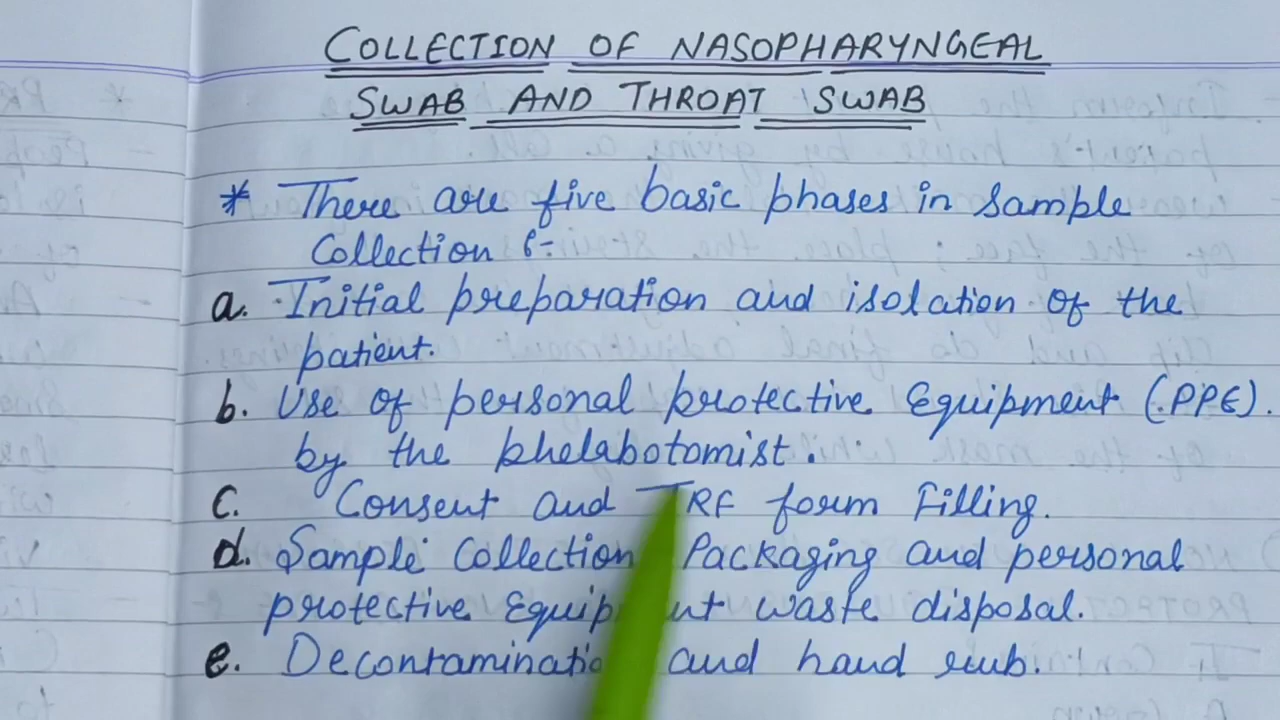 COLLECTION OF NASOPHARYNGEAL
SWAB AND THROAT SWAB
* There are five basic phases in Sample
Collection :-
a. Initial preparation and isolation of the
patient.
b. Use of personal protective Equipment (PPE).
by the phelabotomist.
c. Consent and TRF form Filling.
d. Sample Collection Packaging and personal
protective Equipment waste disposal.
e. Decontamination and hand rub.